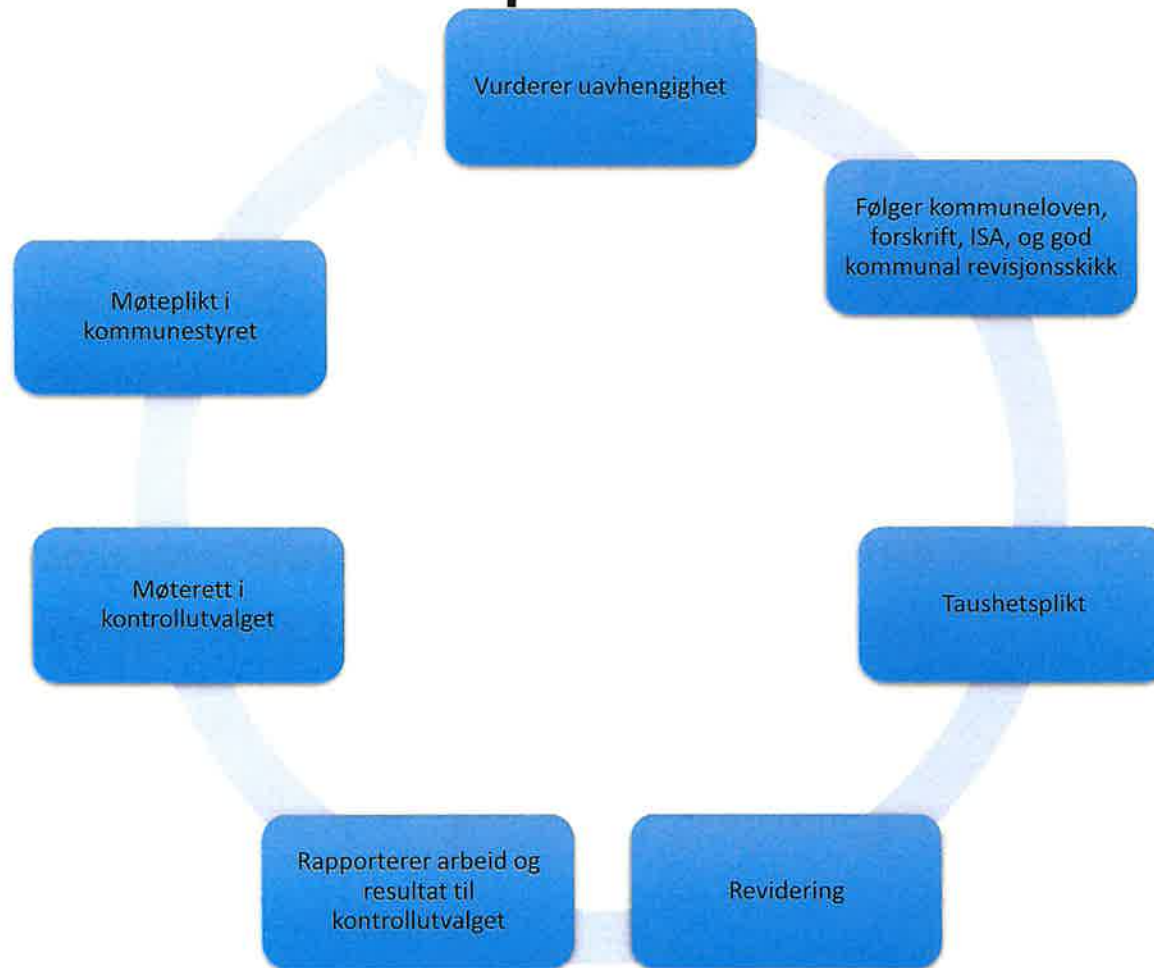 Vurderer uavhengighet
Følger kommuneloven,
forskrift, ISA, og god
kommunal revisjonsskikk
Taushetsplikt
Revidering
Rapporterer arbeid og
resultat til
kontrollutvalget
Møterett i
kontrollutvalget
Møteplikt i
kommunestyret